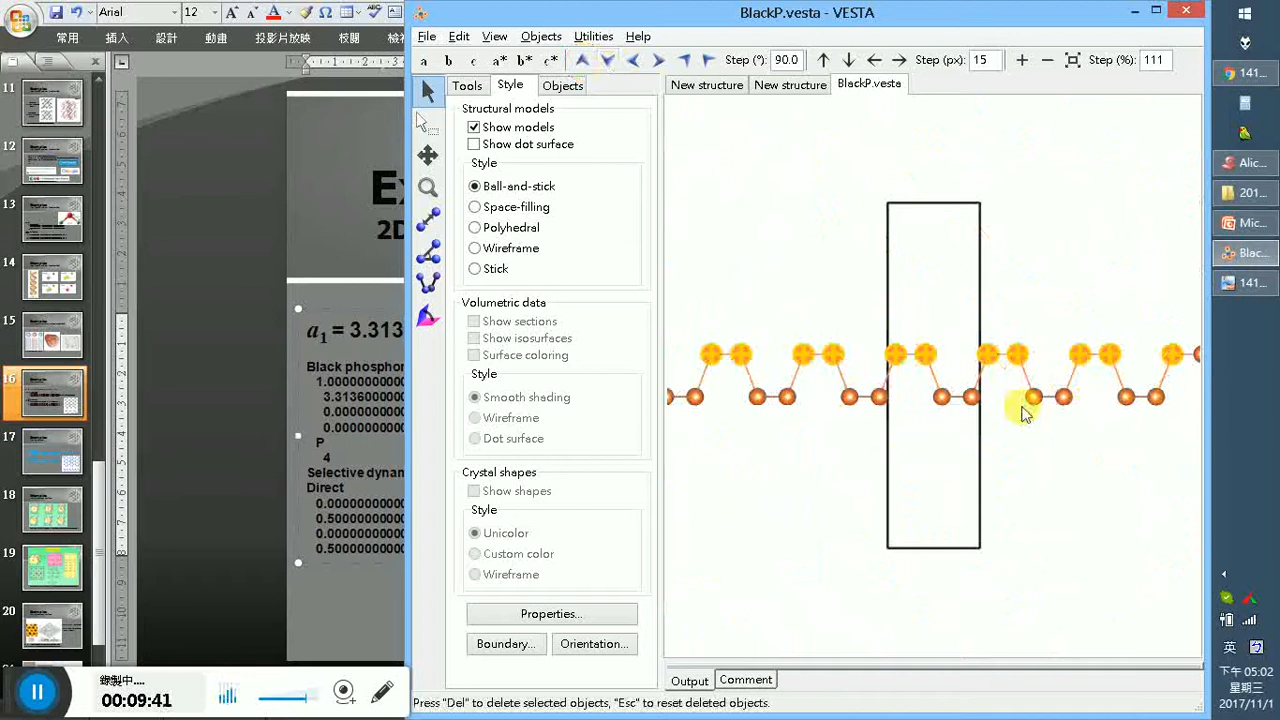 Arial
12
A
A
A
常用
插入
設計
動畫
投影片放映
校閱
11
12
13
14
15
16
17
18
19
20
Ex
2D
a1 = 3.313
Black phosphor
1.0000000000
3.3136000000
0.0000000000
0.0000000000
P
4
Selective dynam
Direct
0.0000000000
0.5000000000
0.0000000000
0.5000000000
錄製中....
00:09:41
BlackP.vesta - VESTA
File Edit View Objects Utilities Help
a b c a* b* c* Step (°): 90.0 Step (px): 15 Step (%): 111
Tools Style Objects
New structure New structure BlackP.vesta
Structural models
Show models
Show dot surface
Style
Ball-and-stick
Space-filling
Polyhedral
Wireframe
Stick
Volumetric data
Show sections
Show isosurfaces
Surface coloring
Style
Smooth shading
Wireframe
Dot surface
Crystal shapes
Show shapes
Style
Unicolor
Custom color
Wireframe
Properties...
Boundary... Orientation...
Output Comment
Press "Del" to delete selected objects, "Esc" to reset deleted objects.
141...
Alic...
201...
Mic...
Blac...
141...
英
下午 05:02
星期三
2017/11/1